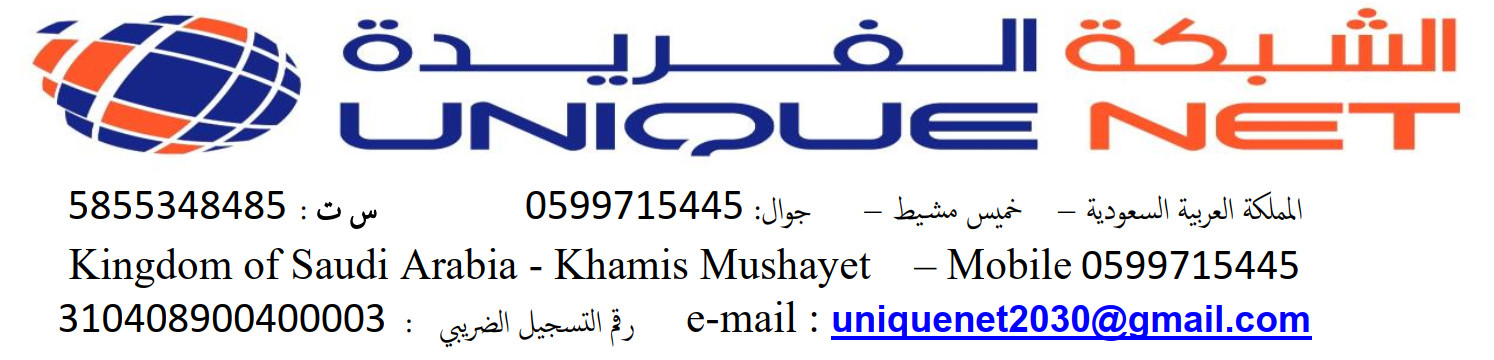 الشبكة الفريدة
UNIQUE NET
المملكة العربية السعودية – خميس مشيط – جوال: 0599715445 س ت : 5855348485
Kingdom of Saudi Arabia - Khamis Mushayet – Mobile 0599715445
رقم التسجيل الضريبي : 310408900400003 e-mail : uniquenet2030@gmail.com